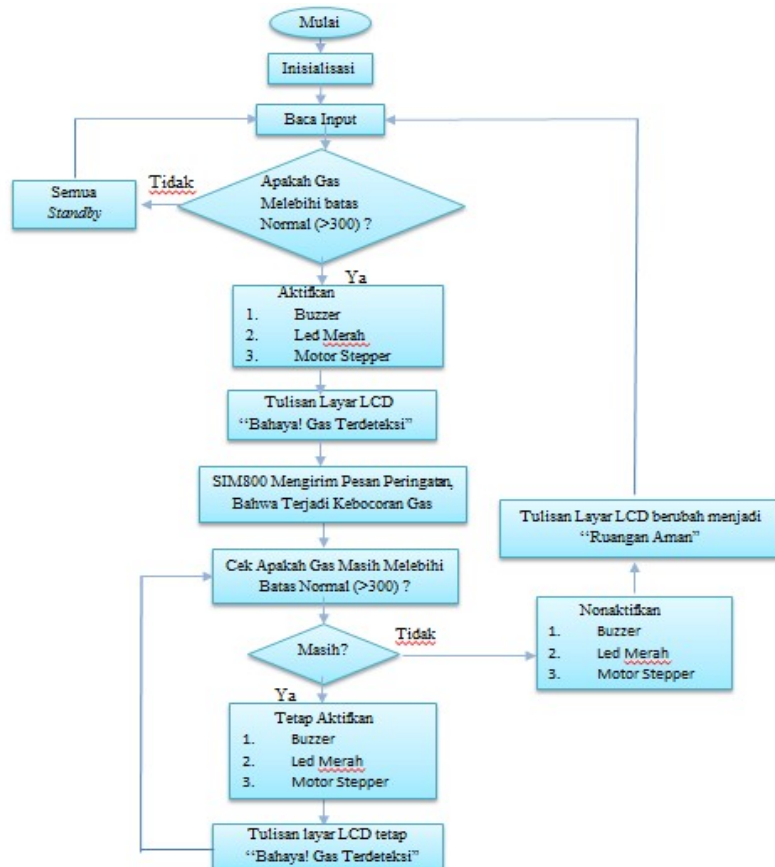 Mulai
Inisialisasi
Baca Input
Tidak
Semua
Standby
Apakah Gas
Melebihi batas
Normal (>300) ?
Ya
Aktifkan
1. Buzzer
2. Led Merah
3. Motor Stepper
Tulisan Layar LCD
“Bahaya! Gas Terdeteksi”
SIM800 Mengirim Pesan Peringatan,
Bahwa Terjadi Kebocoran Gas
Cek Apakah Gas Masih Melebihi
Batas Normal (>300) ?
Masih?
Tidak
Nonaktifkan
1. Buzzer
2. Led Merah
3. Motor Stepper
Tulisan Layar LCD berubah menjadi
“Ruangan Aman”
Ya
Tetap Aktifkan
1. Buzzer
2. Led Merah
3. Motor Stepper
Tulisan layar LCD tetap
“Bahaya! Gas Terdeteksi”